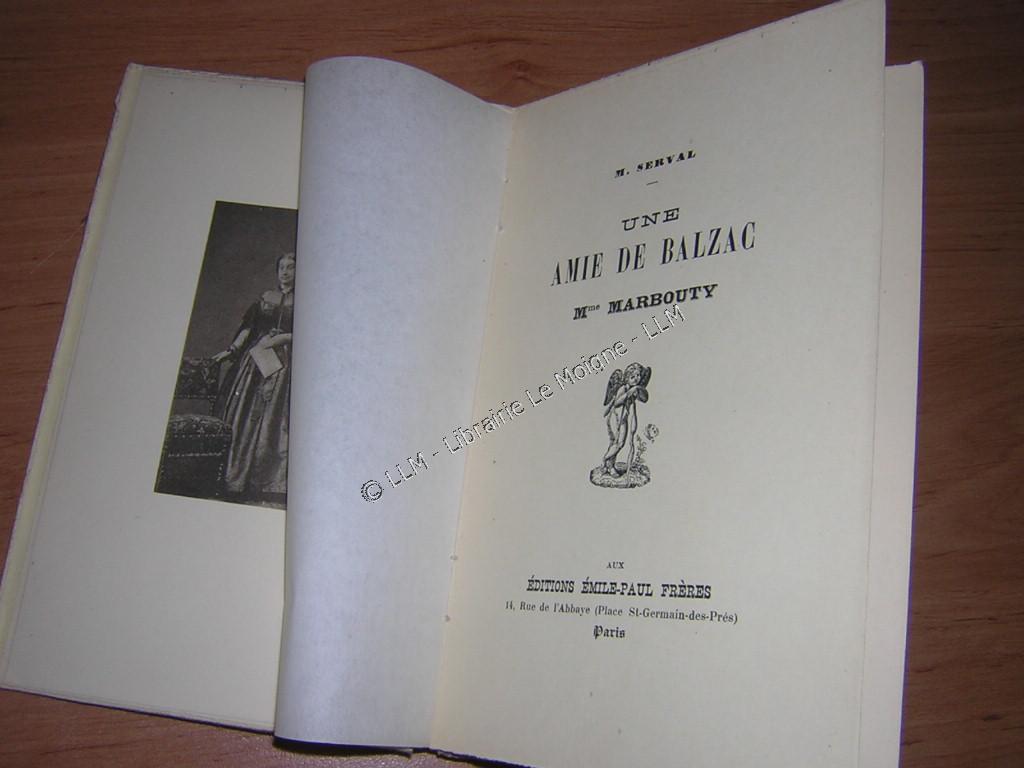 M. SERVAL
UNE
AMIE DE BALZAC
Mme MARBOUTY
© LLM - Librairie Le Moigne - LLM
AUX
ÉDITIONS ÉMILE-PAUL FRÈRES
14, Rue de l'Abbaye (Place St-Germain-des-Prés)
Paris